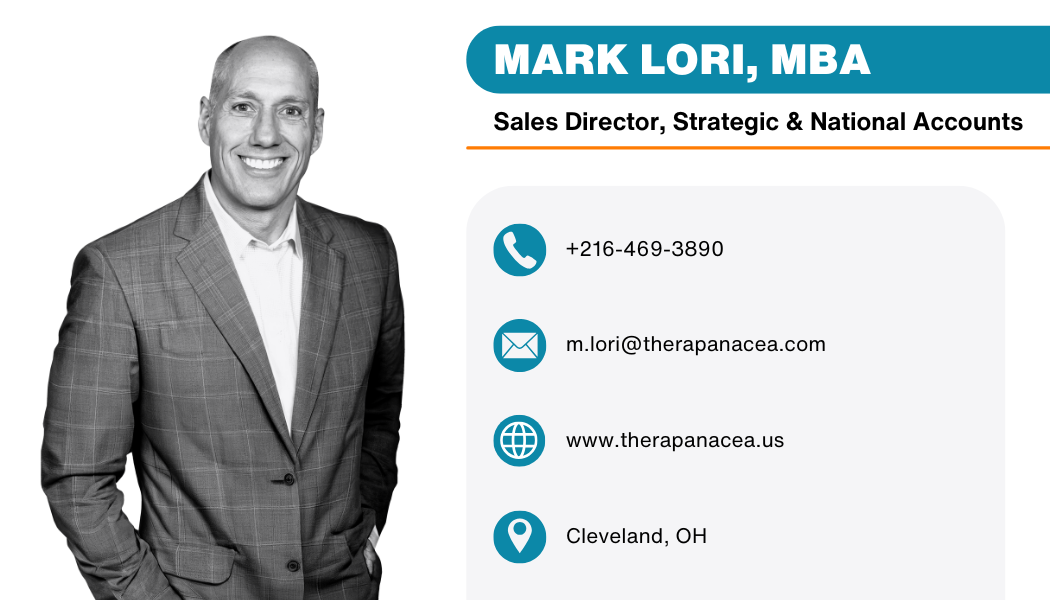 MARK LORI, MBA
Sales Director, Strategic & National Accounts
+216-469-3890
m.lori@therapanacea.com
www.therapanacea.us
Cleveland, OH